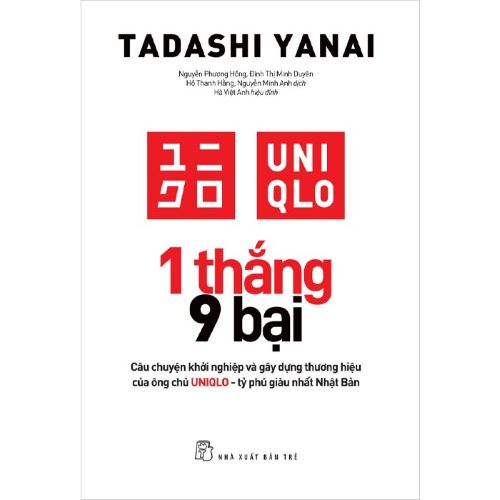 TADASHI YANAI
Nguyễn Phương Hồng, Đinh Thị Minh Duyên
Hồ Thanh Hằng, Nguyễn Minh Anh dịch
Hà Việt Anh hiệu đính
ユニ
クロ
UNI
QLO
1 thắng
9 bại
Câu chuyện khởi nghiệp và gây dựng thương hiệu
của ông chủ UNIQLO - tỷ phú giàu nhất Nhật Bản
NHÀ XUẤT BẢN TRẺ